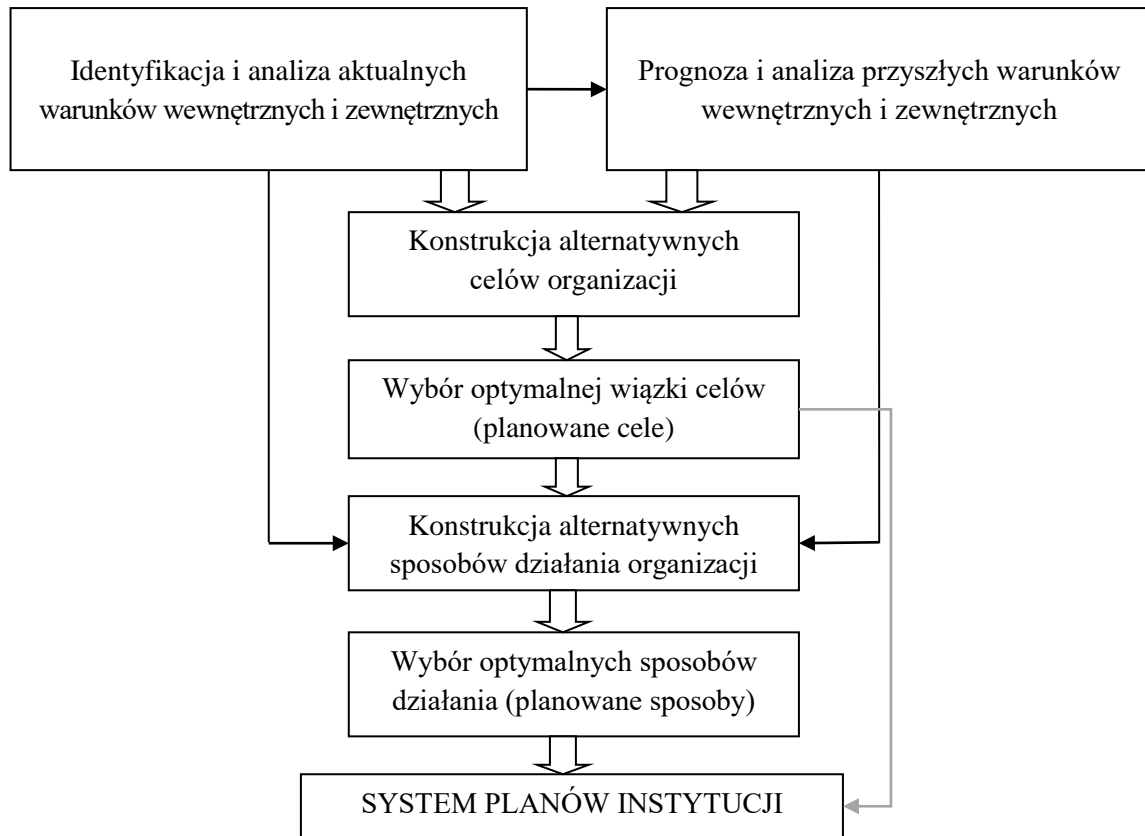 Identyfikacja i analiza aktualnych
warunków wewnętrznych i zewnętrznych
Prognoza i analiza przyszłych warunków
wewnętrznych i zewnętrznych
Konstrukcja alternatywnych
celów organizacji
Wybór optymalnej wiązki celów
(planowane cele)
Konstrukcja alternatywnych
sposobów działania organizacji
Wybór optymalnych sposobów
działania (planowane sposoby)
SYSTEM PLANÓW INSTYTUCJI